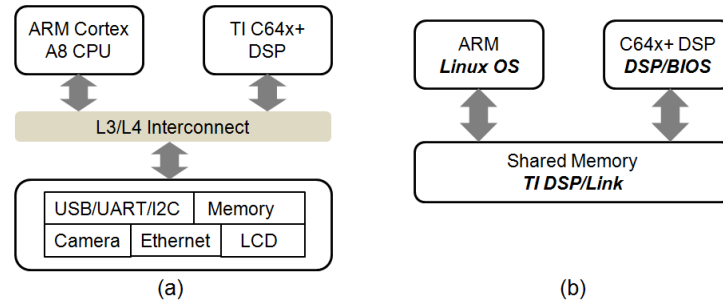 ARM Cortex
A8 CPU
TI C64x+
DSP
L3/L4 Interconnect
USB/UART/I2C
Memory
Camera
Ethernet
LCD
(a)
ARM
Linux OS
C64x+ DSP
DSP/BIOS
Shared Memory
TI DSP/Link
(b)